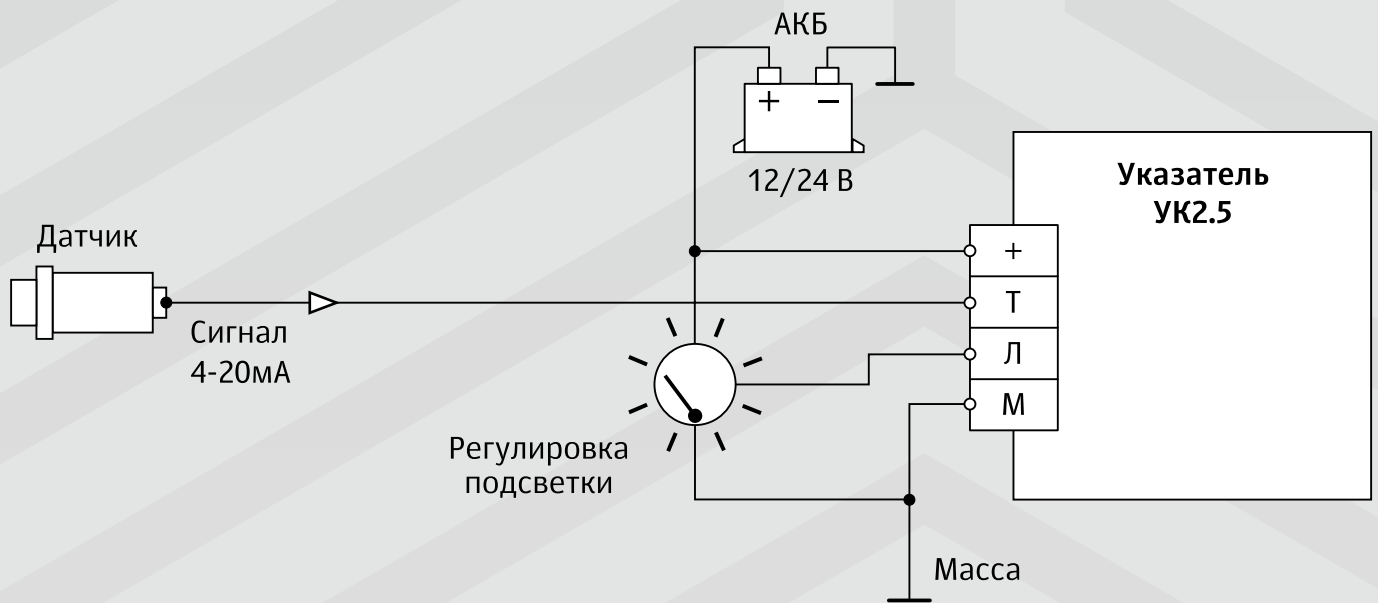 АКБ
+ −
12/24 В
Указатель
УК2.5
Датчик
+
Т
Сигнал
4-20мА
Л
М
Регулировка
подсветки
Масса